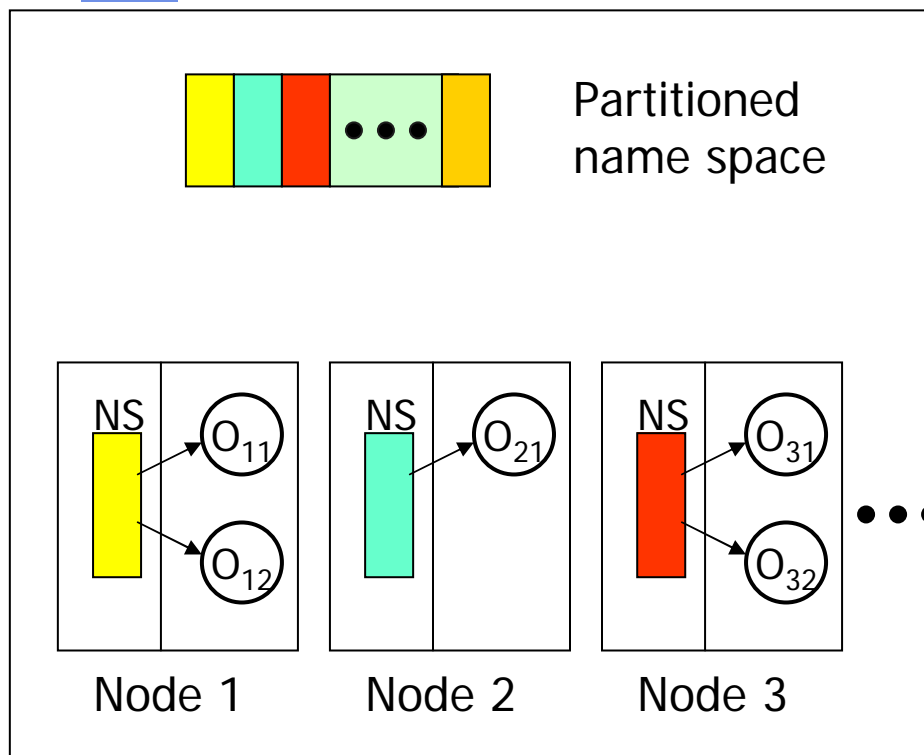 Partitioned
name space
NS
O11
O12
NS
O21
NS
O31
O32
Node 1
Node 2
Node 3